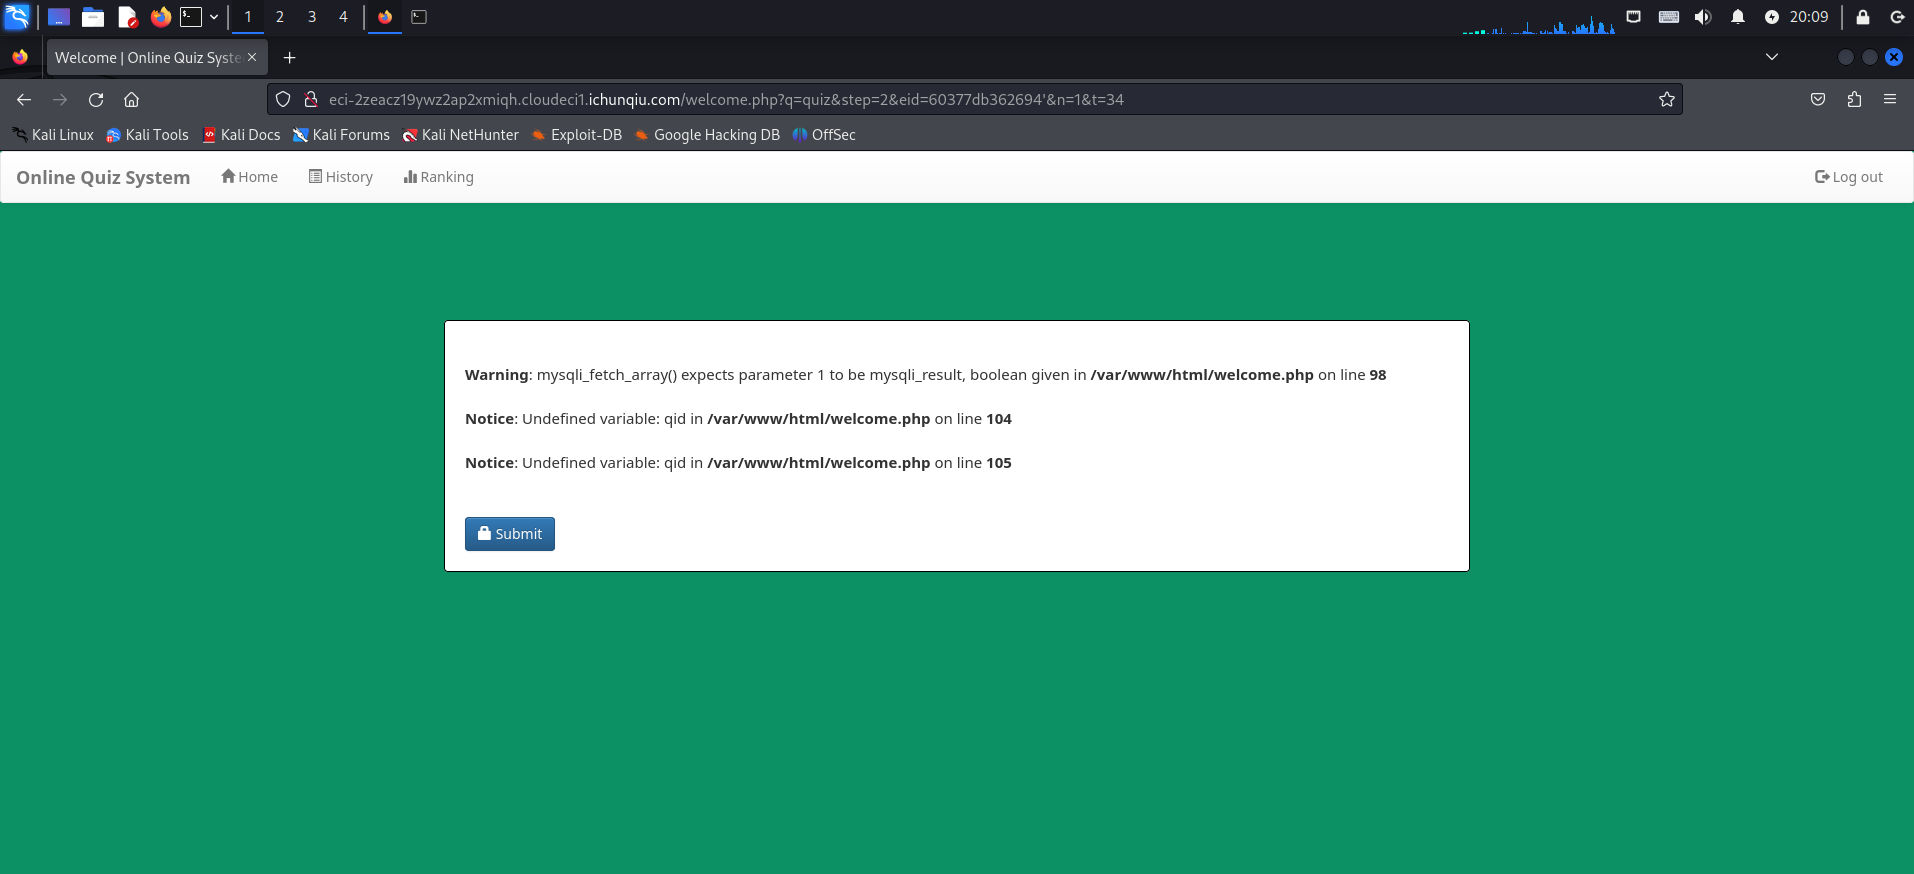 1 2 3 4 20:09
Welcome | Online Quiz Syste
eci-2zeacz19ywz2ap2xmiqh.cloudeci1.ichunqiu.com/welcome.php?q=quiz&step=2&eid=60377db362694'&n=1&t=34
Kali Linux Kali Tools Kali Docs Kali Forums Kali NetHunter Exploit-DB Google Hacking DB OffSec
Online Quiz System Home History Ranking Log out
Warning: mysqli_fetch_array() expects parameter 1 to be mysqli_result, boolean given in /var/www/html/welcome.php on line 98
Notice: Undefined variable: qid in /var/www/html/welcome.php on line 104
Notice: Undefined variable: qid in /var/www/html/welcome.php on line 105
Submit